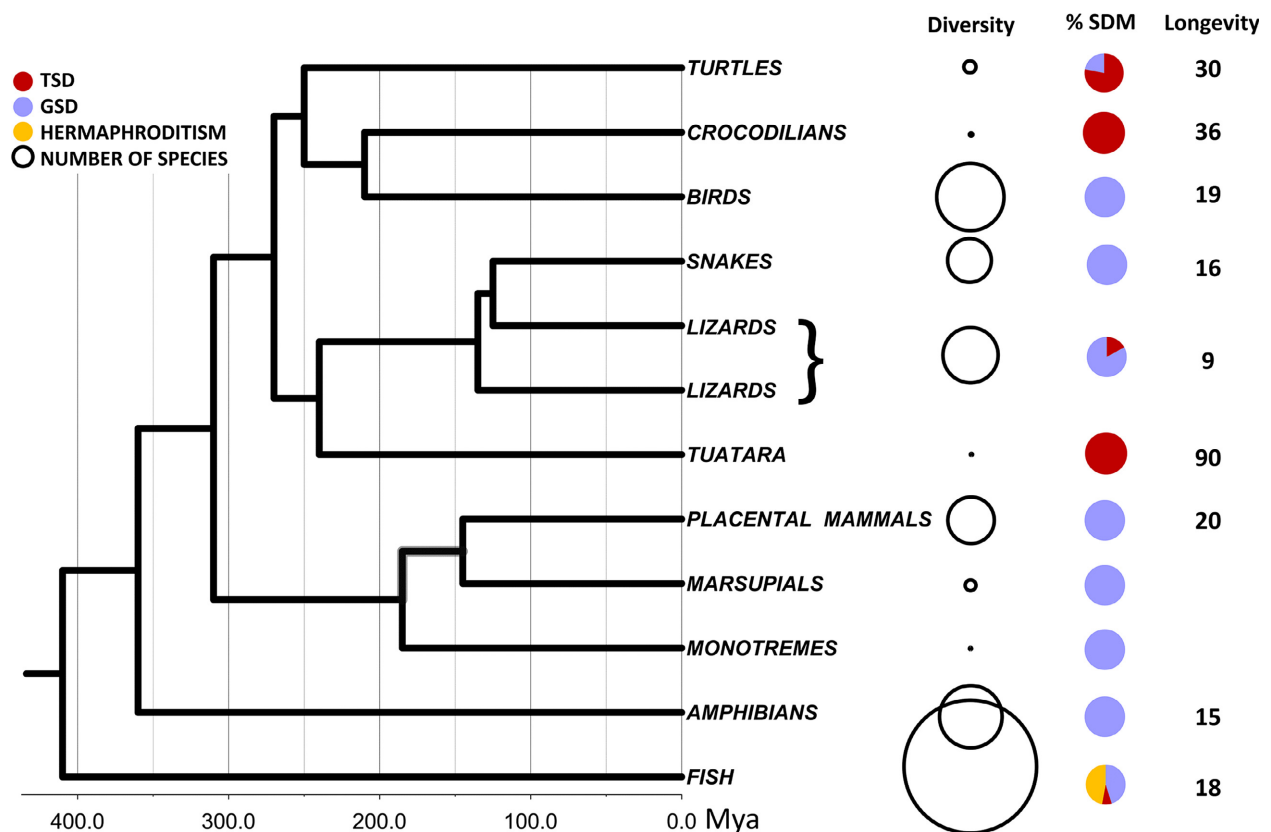 Diversity % SDM Longevity
TSD
GSD
HERMAPHRODITISM
NUMBER OF SPECIES
TURTLES 30
CROCODILIANS 36
BIRDS 19
SNAKES 16
LIZARDS
LIZARDS
} 9
TUATARA 90
PLACENTAL MAMMALS 20
MARSUPIALS
MONOTREMES
AMPHIBIANS 15
FISH 18
400.0 300.0 200.0 100.0 0.0 Mya